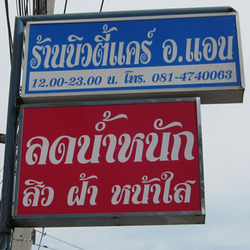 ร้านบิวตี้แคร์ อ.แอน
12.00-23.00 น. โทร. 081-4740063
ลดน้ำหนัก
สิว ฝ้า หน้าใส